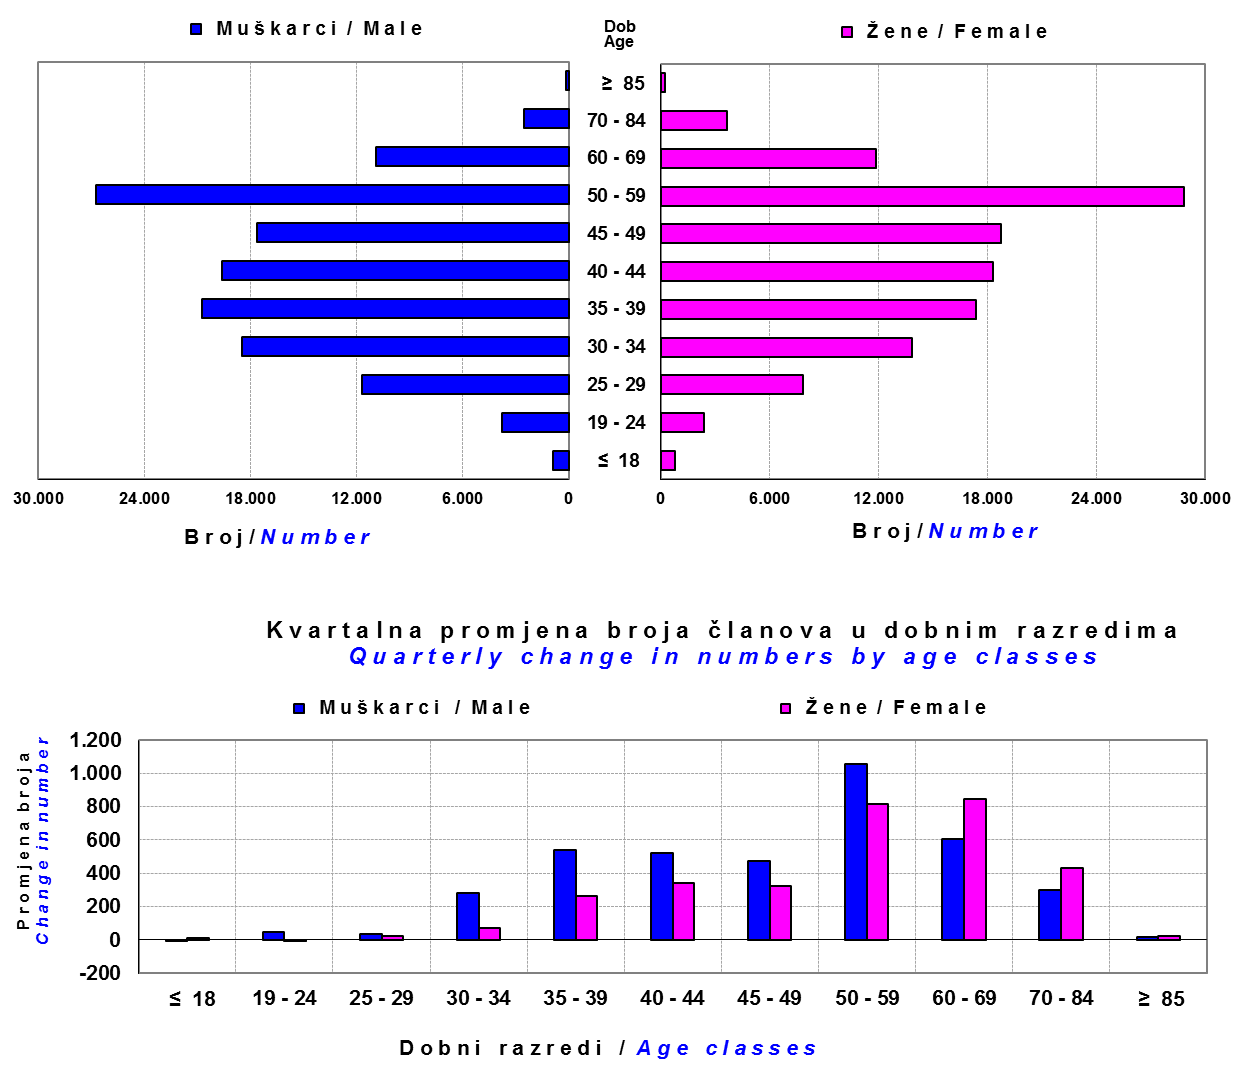 Muškarci / Male
Dob
Age
Žene / Female
≥ 85
70 - 84
60 - 69
50 - 59
45 - 49
40 - 44
35 - 39
30 - 34
25 - 29
19 - 24
≤ 18
30.000 24.000 18.000 12.000 6.000 0
0 6.000 12.000 18.000 24.000 30.000
Broj/Number
Broj/Number
Kvartalna promjena broja članova u dobnim razredima
Quarterly change in numbers by age classes
Muškarci / Male
Žene / Female
Promjena broja
Change in number
1.200
1.000
800
600
400
200
0
-200
≤ 18 19 - 24 25 - 29 30 - 34 35 - 39 40 - 44 45 - 49 50 - 59 60 - 69 70 - 84 ≥ 85
Dobni razredi / Age classes